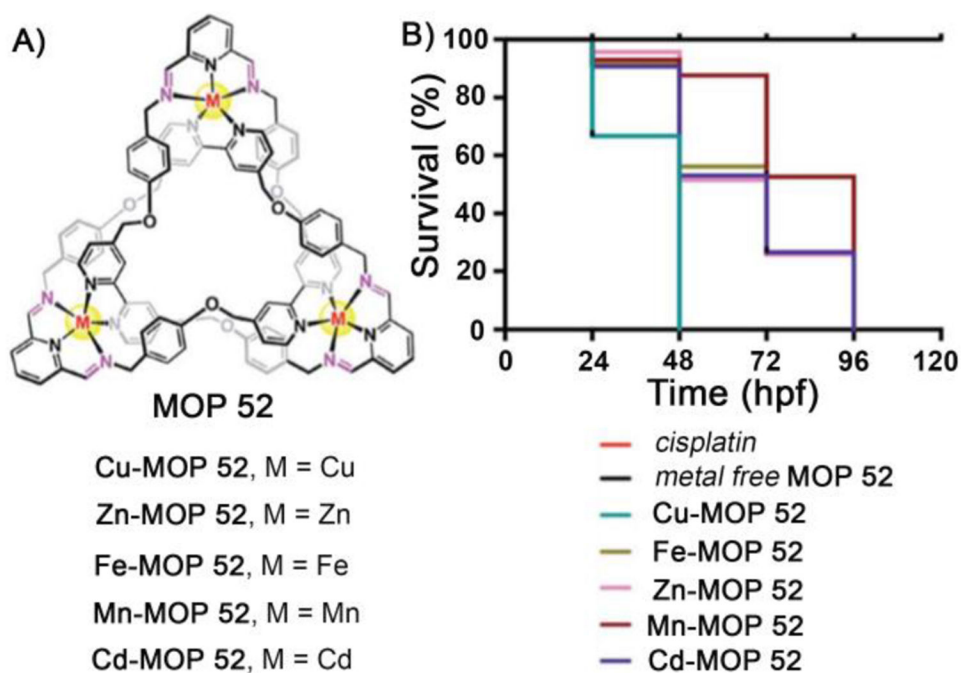 A)
N
N
N
M
N
N
O
O
O
O
N
N
N
N
M
N
N
N
N
M
N
N
O
O
MOP 52
Cu-MOP 52, M = Cu
Zn-MOP 52, M = Zn
Fe-MOP 52, M = Fe
Mn-MOP 52, M = Mn
Cd-MOP 52, M = Cd
B)
Survival (%)
100
80
60
40
20
0
0 24 48 72 96 120
Time (hpf)
cisplatin
metal free MOP 52
Cu-MOP 52
Fe-MOP 52
Zn-MOP 52
Mn-MOP 52
Cd-MOP 52